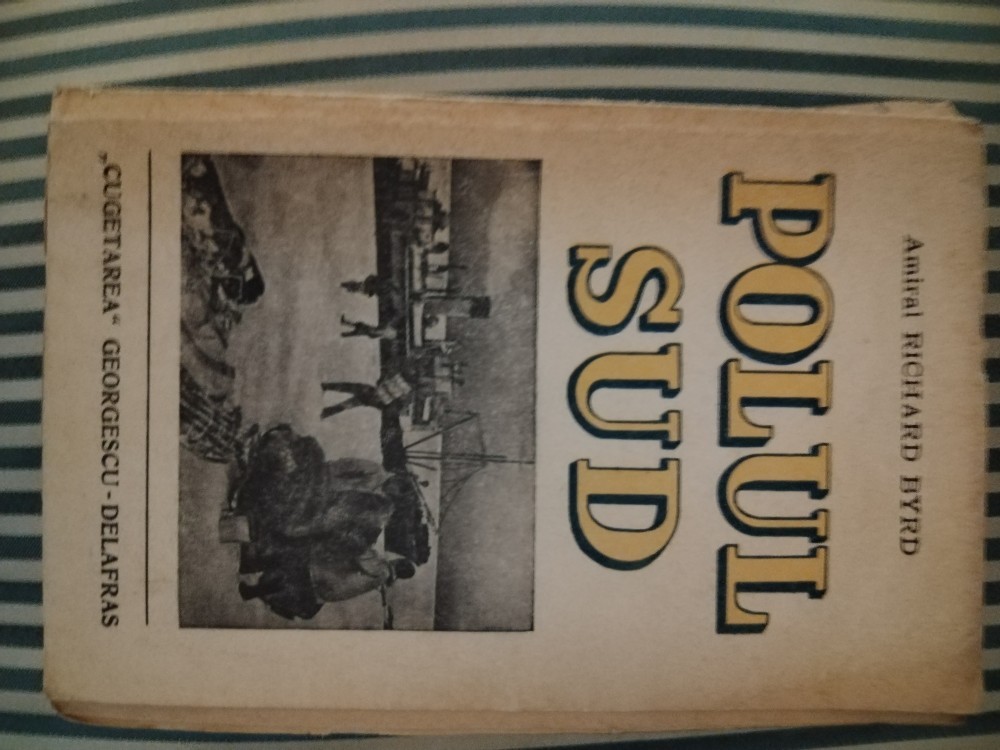 Amiral RICHARD BYRD
POLUL
SUD
„CUGETAREA“ GEORGESCU-DELAFRAS